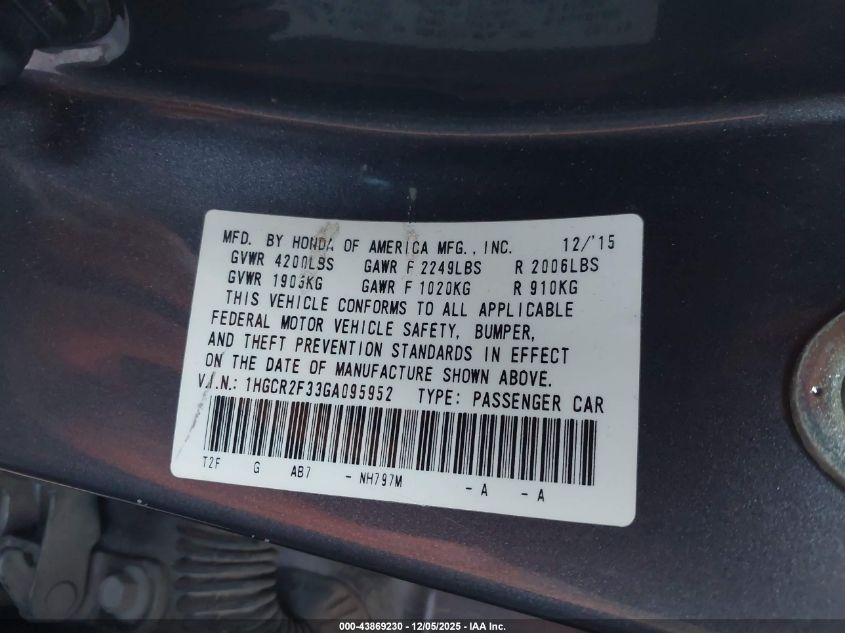 MFD. BY HONDA OF AMERICA MFG., INC. 12/'15
GVWR 4200LBS GAWR F 2249LBS R 2006LBS
GVWR 1903KG GAWR F 1020KG R 910KG
THIS VEHICLE CONFORMS TO ALL APPLICABLE
FEDERAL MOTOR VEHICLE SAFETY, BUMPER,
AND THEFT PREVENTION STANDARDS IN EFFECT
ON THE DATE OF MANUFACTURE SHOWN ABOVE.
V.I.N.: 1HGCR2F33GA095952 TYPE: PASSENGER CAR
T2F G AB7 - NH797M - A - A
000-43869230 - 12/05/2025 - IAA Inc.